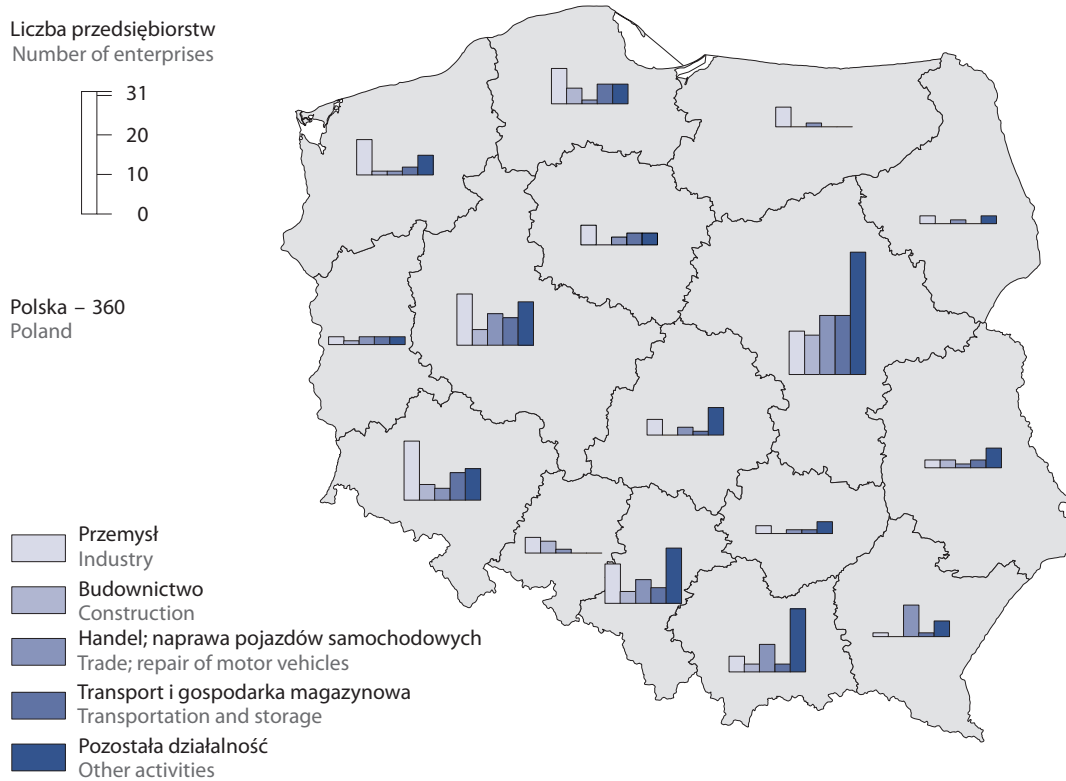 Liczba przedsiębiorstw
Number of enterprises
31
20
10
0
Polska – 360
Poland
Przemysł
Industry
Budownictwo
Construction
Handel; naprawa pojazdów samochodowych
Trade; repair of motor vehicles
Transport i gospodarka magazynowa
Transportation and storage
Pozostała działalność
Other activities